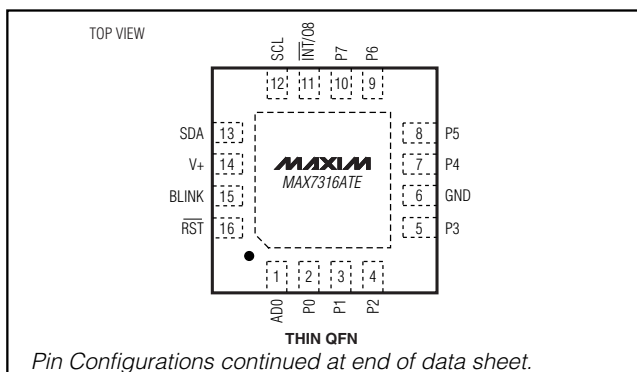 TOP VIEW
SCL
INT/08
P7
P6
12
11
10
9
SDA 13
V+ 14
BLINK 15
RST 16
MAXIM
MAX7316ATE
8 P5
7 P4
6 GND
5 P3
1
2
3
4
AD0
P0
P1
P2
THIN QFN
Pin Configurations continued at end of data sheet.